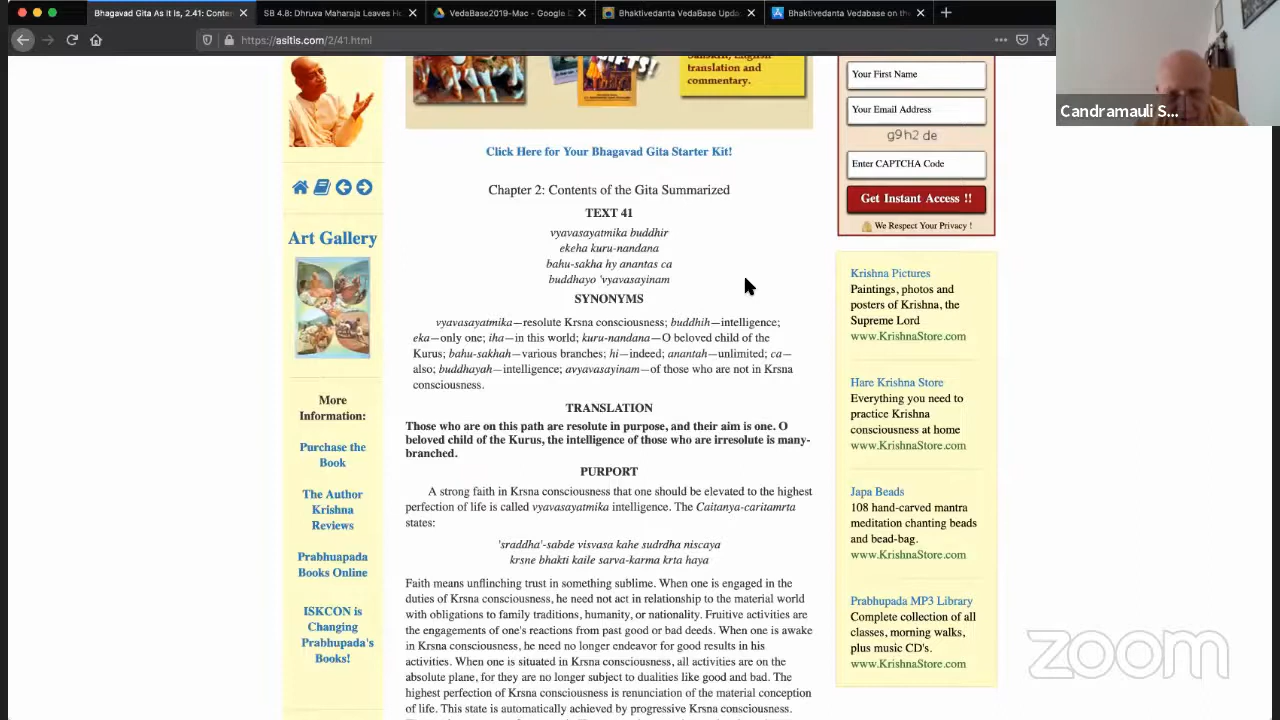 Bhagavad Gita As It Is, 2.41: Conte
SB 4.8: Dhruva Maharaja Leaves H
VedaBase2019-Mac - Google D
Bhaktivedanta VedaBase Updat
Bhaktivedanta Vedabase on the
https://asitis.com/2/41.html
Candramauli S...
GIFTS!
Sanskrit, English
translation and
commentary.
Your First Name
Your Email Address
g9h2 de
Enter CAPTCHA Code
Get Instant Access !!
We Respect Your Privacy !
Click Here for Your Bhagavad Gita Starter Kit!
Chapter 2: Contents of the Gita Summarized
TEXT 41
vyavasayatmika buddhir
ekeha kuru-nandana
bahu-sakha hy anantas ca
buddhayo 'vyavasayinam
SYNONYMS
vyavasayatmika—resolute Krsna consciousness; buddhih—intelligence;
eka—only one; iha—in this world; kuru-nandana—O beloved child of the
Kurus; bahu-sakhah—various branches; hi—indeed; anantah—unlimited; ca—
also; buddhayah—intelligence; avyavasayinam—of those who are not in Krsna
consciousness.
TRANSLATION
Those who are on this path are resolute in purpose, and their aim is one. O
beloved child of the Kurus, the intelligence of those who are irresolute is many-
branched.
PURPORT
A strong faith in Krsna consciousness that one should be elevated to the highest
perfection of life is called vyavasayatmika intelligence. The Caitanya-caritamrta
states:
'sraddha'-sabde visvasa kahe sudrdha niscaya
krsne bhakti kaile sarva-karma krta haya
Faith means unflinching trust in something sublime. When one is engaged in the
duties of Krsna consciousness, he need not act in relationship to the material world
with obligations to family traditions, humanity, or nationality. Fruitive activities are
the engagements of one's reactions from past good or bad deeds. When one is awake
in Krsna consciousness, he need no longer endeavor for good results in his
activities. When one is situated in Krsna consciousness, all activities are on the
absolute plane, for they are no longer subject to dualities like good and bad. The
highest perfection of Krsna consciousness is renunciation of the material conception
of life. This state is automatically achieved by progressive Krsna consciousness.
Art Gallery
More
Information:
Purchase the
Book
The Author
Krishna
Reviews
Prabhuapada
Books Online
ISKCON is
Changing
Prabhupada's
Books!
Krishna Pictures
Paintings, photos and
posters of Krishna, the
Supreme Lord
www.KrishnaStore.com
Hare Krishna Store
Everything you need to
practice Krishna
consciousness at home
www.KrishnaStore.com
Japa Beads
108 hand-carved mantra
meditation chanting beads
and bead-bag.
www.KrishnaStore.com
Prabhupada MP3 Library
Complete collection of all
classes, morning walks,
plus music CD's.
www.KrishnaStore.com
zoom